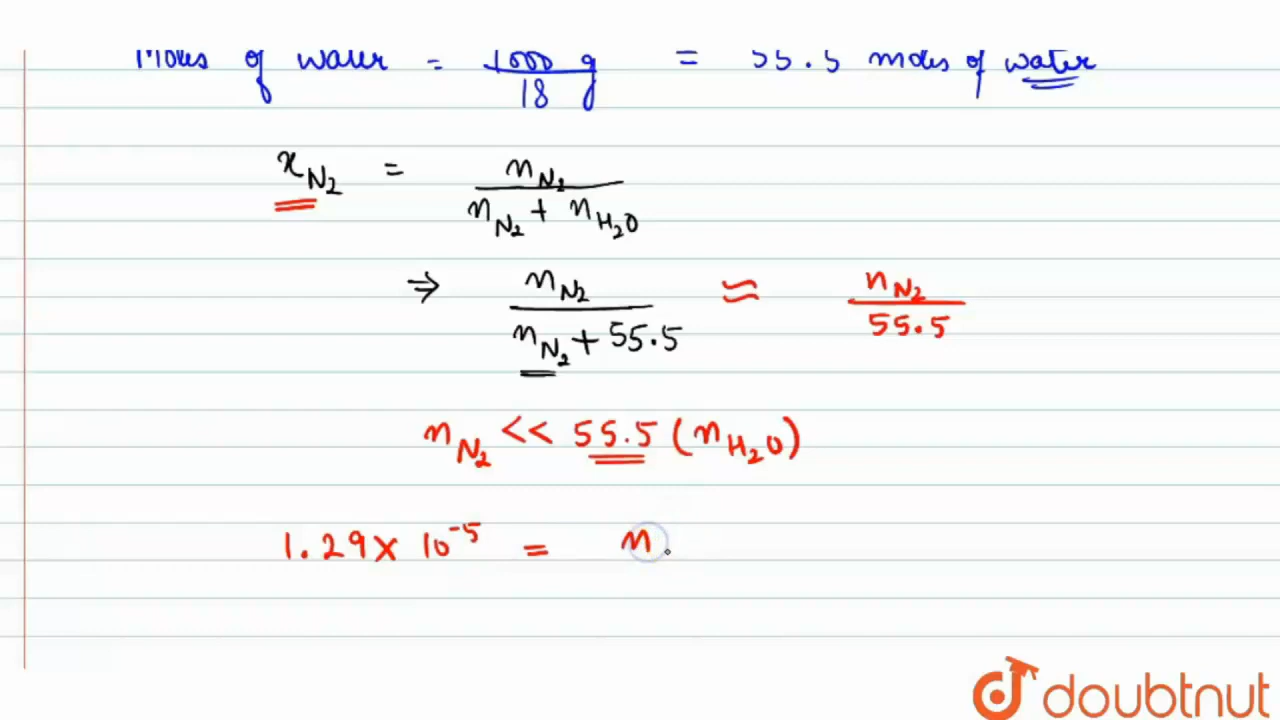 Moles of water = 1000 g / 18 = 55.5 moles of water
x_N₂ = n_N₂ / n_N₂ + n_H₂O
⇒ n_N₂ / n_N₂ + 55.5 ≈ n_N₂ / 55.5
n_N₂ << 55.5 (n_H₂O)
1.29 × 10⁻⁵ = n
doubtnut